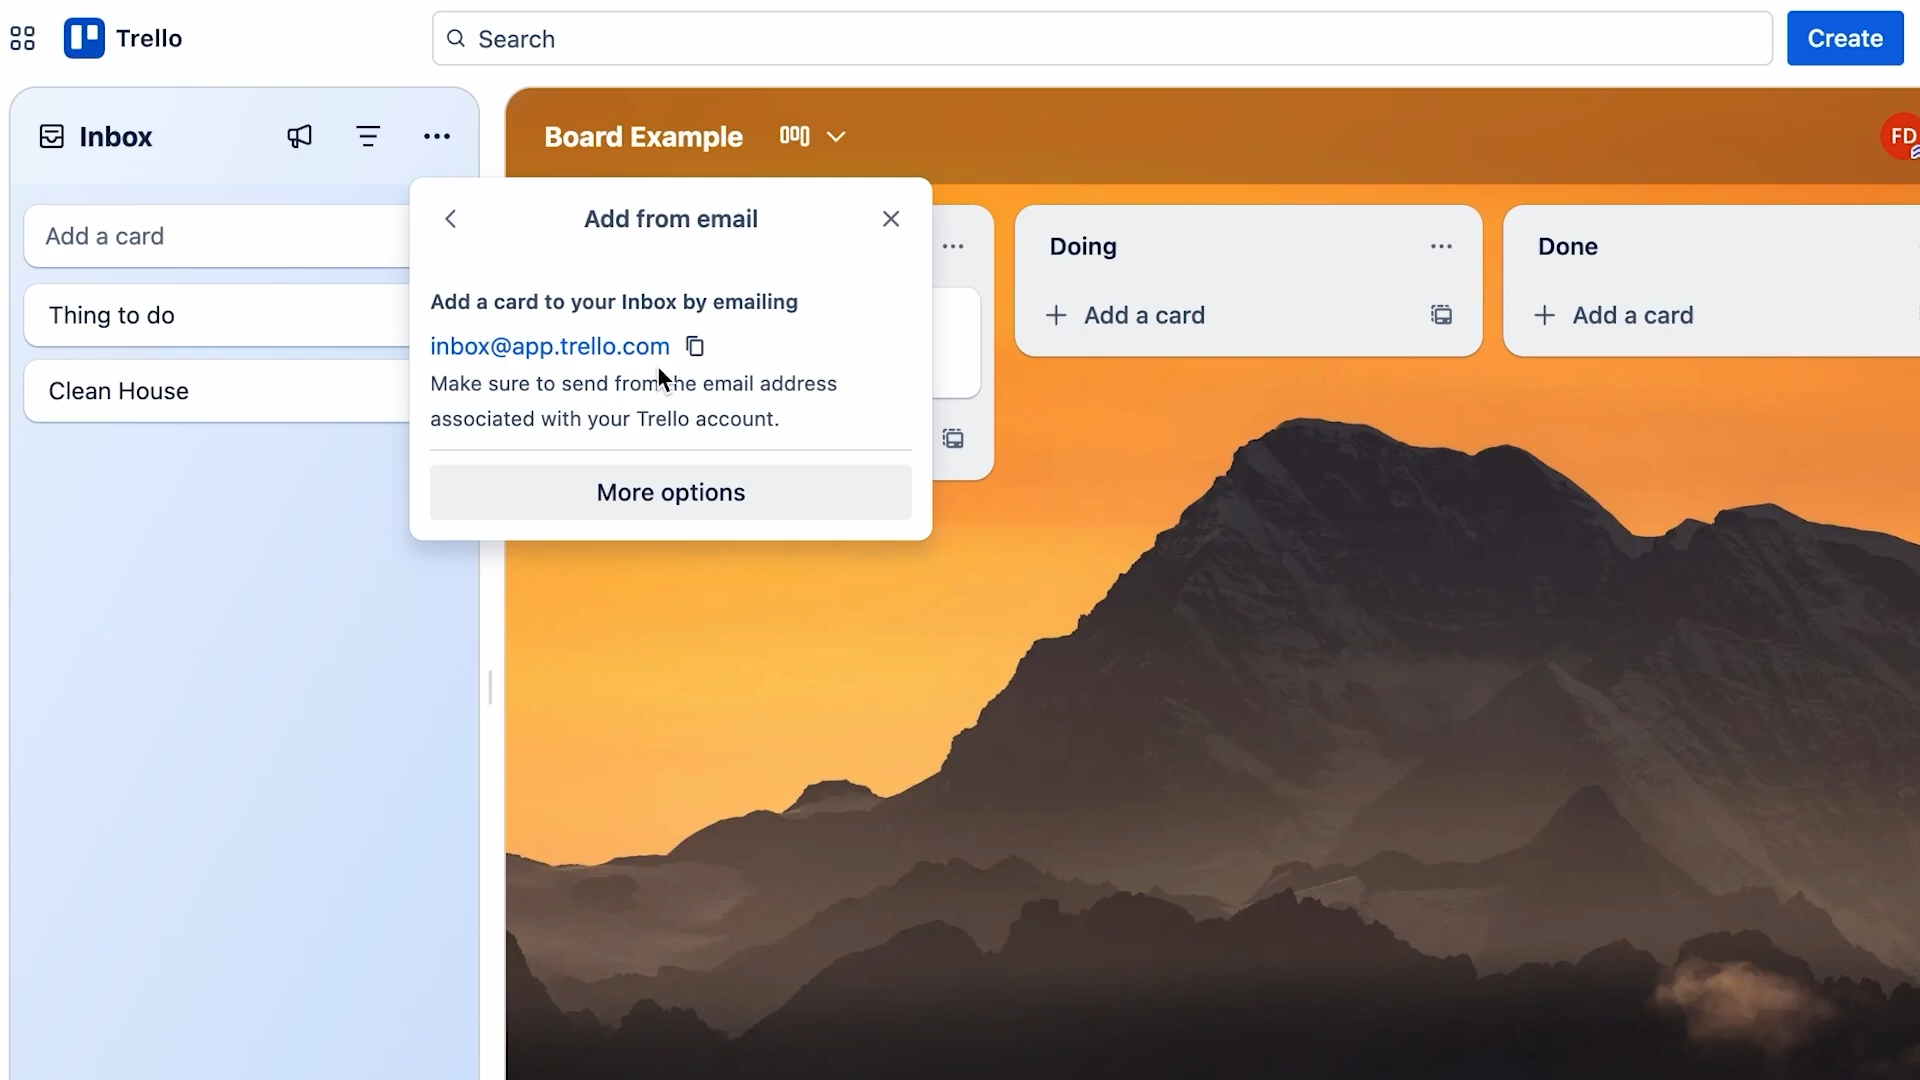 Trello
Search
Create
Inbox
Board Example
FD
Add a card
Thing to do
Clean House
Add from email
Add a card to your Inbox by emailing
inbox@app.trello.com
Make sure to send from the email address
associated with your Trello account.
More options
Doing
Add a card
Done
Add a card